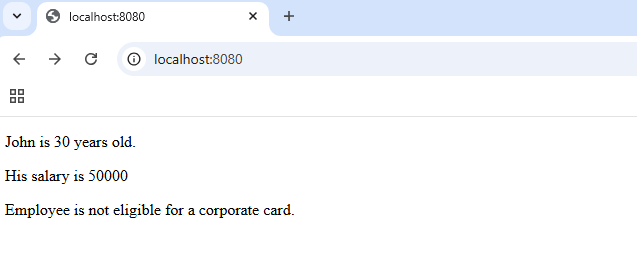 localhost:8080
localhost:8080
John is 30 years old.
His salary is 50000
Employee is not eligible for a corporate card.